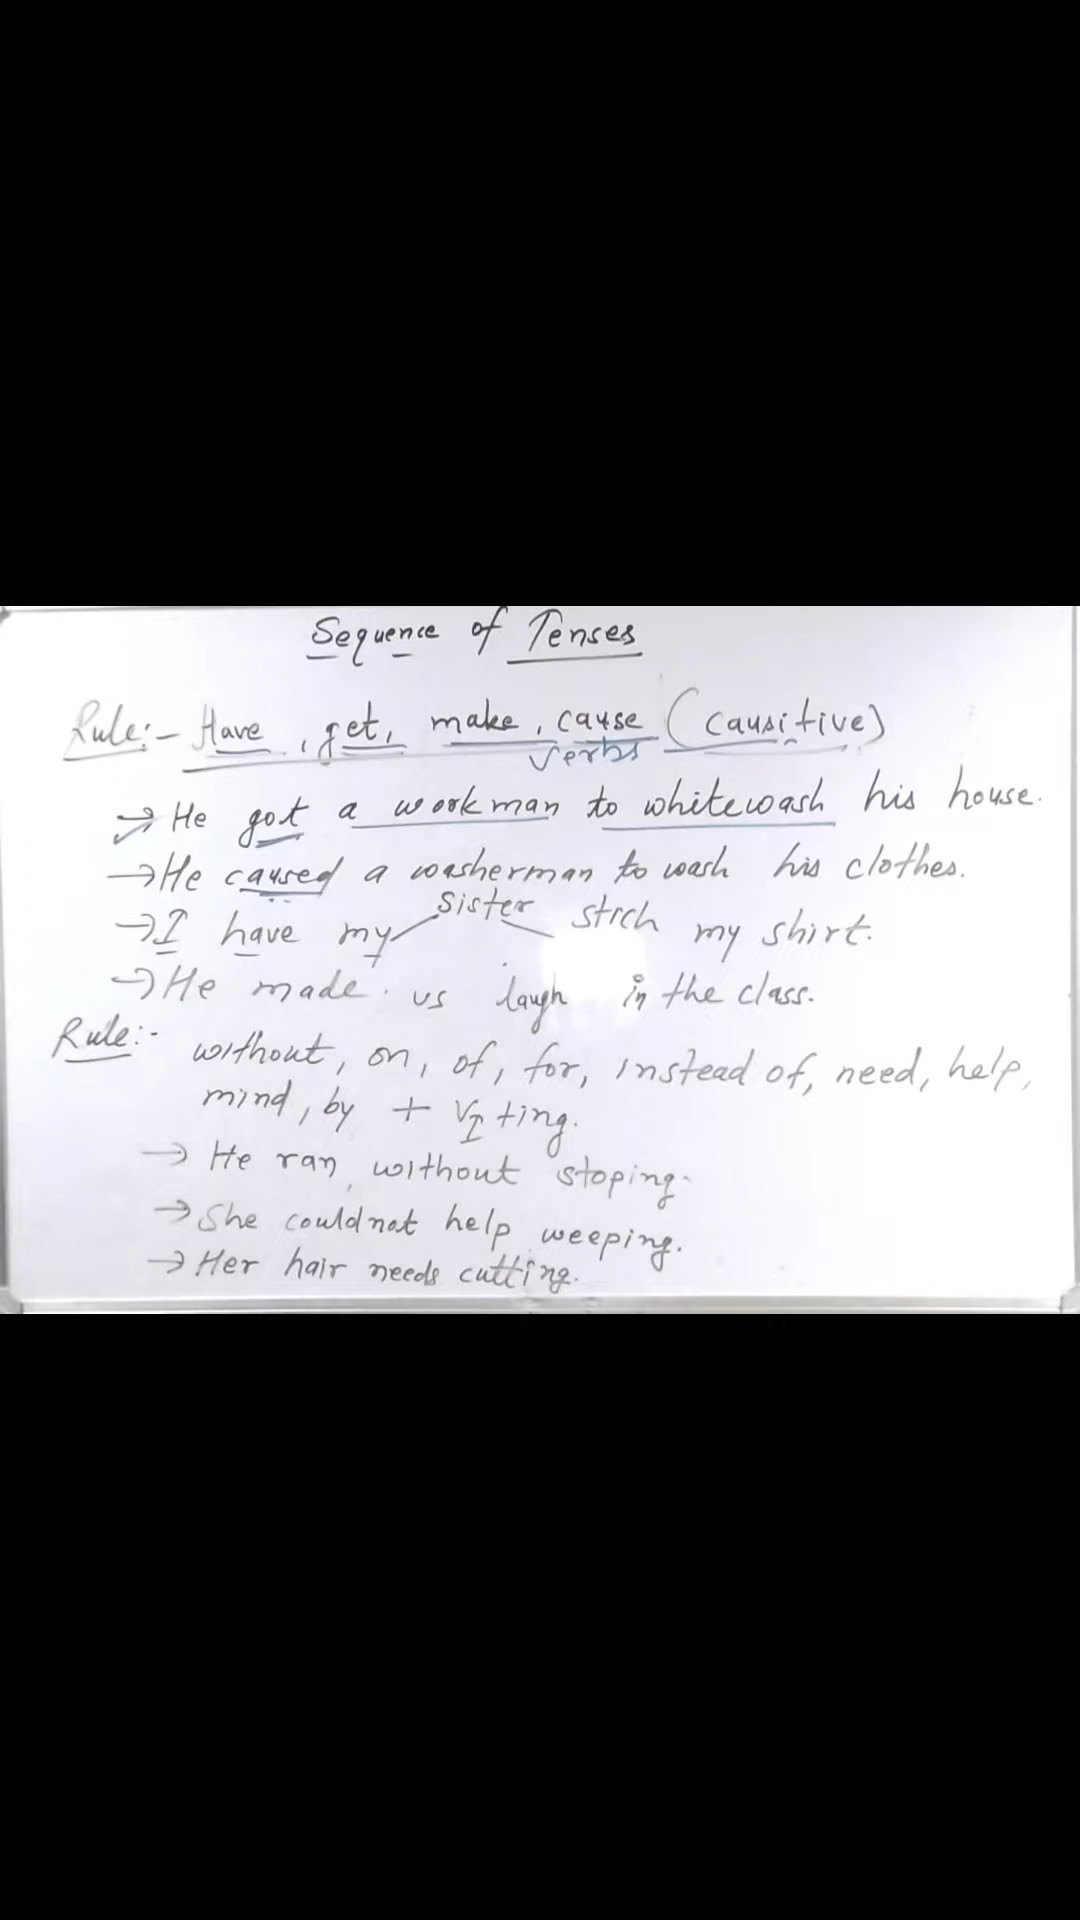 Sequence of Tenses
Rule:- Have, get, make, cause (causitive)
verbs
→ He got a workman to whitewash his house.
→ He caused a washerman to wash his clothes.
→ I have my sister stich my shirt.
→ He made us laugh in the class.
Rule:- without, on, of, for, instead of, need, help,
mind, by + VI+ing.
→ He ran without stoping.
→ She could not help weeping.
→ Her hair needs cutting.